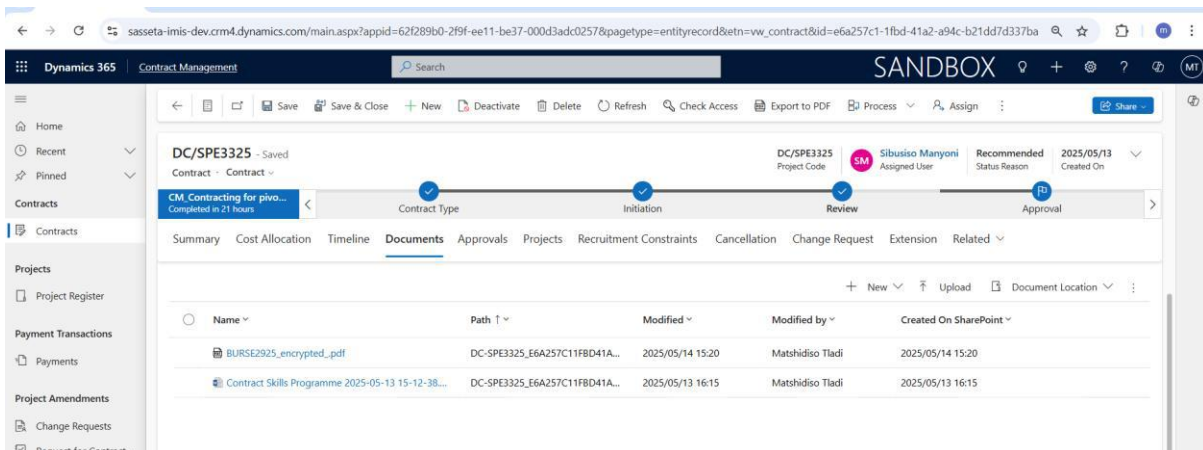 sasseta-imis-dev.crm4.dynamics.com/main.aspx?appid=62f289b0-2f9f-ee11-be37-000d3adc0257&pagetype=entityrecord&etn=vw_contract&id=e6a257c1-1fbd-41a2-a94c-b21dd7d337ba
m
Dynamics 365 Contract Management Search SANDBOX MT
Save Save & Close New Deactivate Delete Refresh Check Access Export to PDF Process Assign Share
Home
Recent
Pinned
Contracts
Contracts
Projects
Project Register
Payment Transactions
Payments
Project Amendments
Change Requests
Request for Contract
DC/SPE3325 - Saved
Contract · Contract
DC/SPE3325
Project Code
SM
Sibusiso Manyoni
Assigned User
Recommended
Status Reason
2025/05/13
Created On
CM_Contracting for pivo...
Completed in 21 hours
Contract Type Initiation Review Approval
Summary Cost Allocation Timeline Documents Approvals Projects Recruitment Constraints Cancellation Change Request Extension Related
New Upload Document Location
Name Path Modified Modified by Created On SharePoint
BURSE2925_encrypted_.pdf DC-SPE3325_E6A257C11FBD41A... 2025/05/14 15:20 Matshidiso Tladi 2025/05/14 15:20
Contract Skills Programme 2025-05-13 15-12-38.... DC-SPE3325_E6A257C11FBD41A... 2025/05/13 16:15 Matshidiso Tladi 2025/05/13 16:15